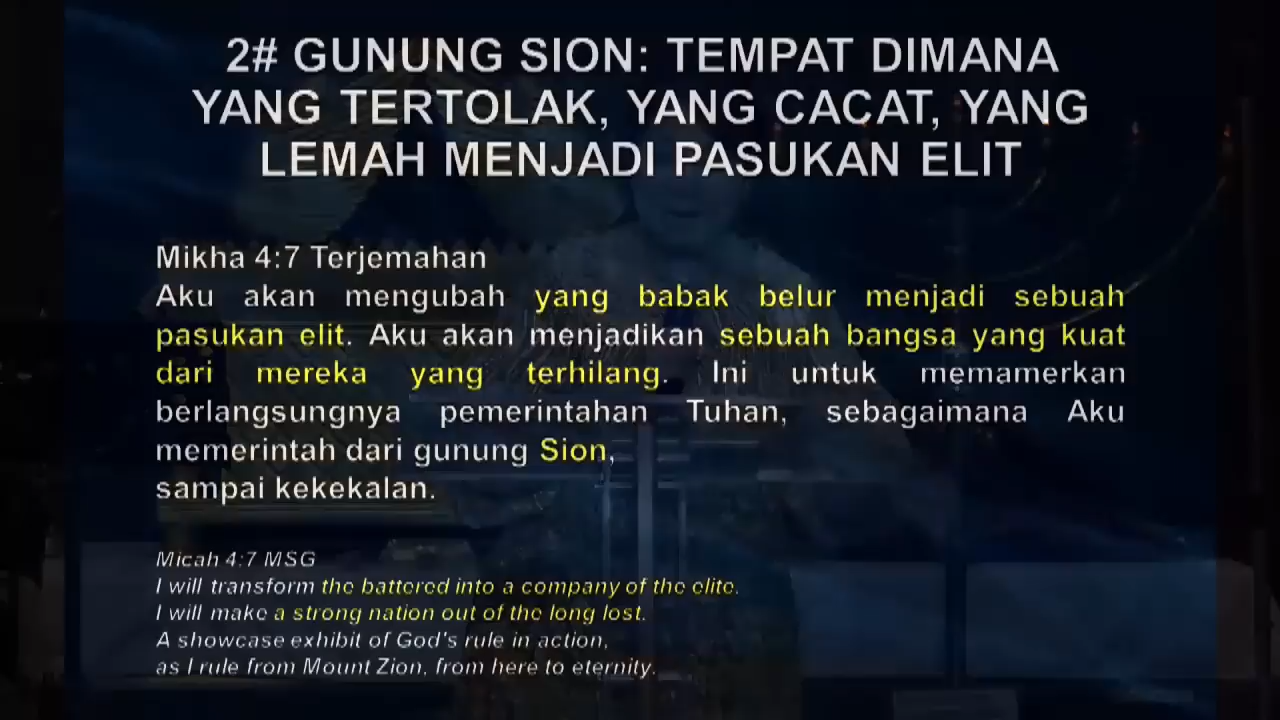 2# GUNUNG SION: TEMPAT DIMANA
YANG TERTOLAK, YANG CACAT, YANG
LEMAH MENJADI PASUKAN ELIT
Mikha 4:7 Terjemahan
Aku akan mengubah yang babak belur menjadi sebuah
pasukan elit. Aku akan menjadikan sebuah bangsa yang kuat
dari mereka yang terhilang. Ini untuk memamerkan
berlangsungnya pemerintahan Tuhan, sebagaimana Aku
memerintah dari gunung Sion,
sampai kekekalan.
Micah 4:7 MSG
I will transform the battered into a company of the elite.
I will make a strong nation out of the long lost.
A showcase exhibit of God's rule in action,
as I rule from Mount Zion, from here to eternity.